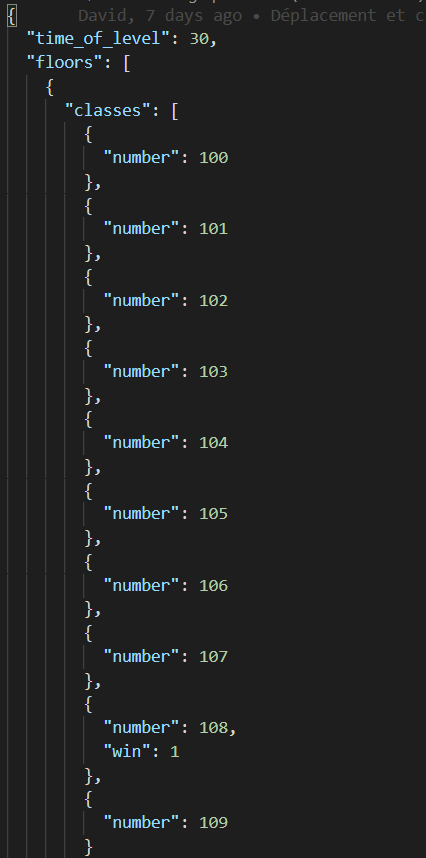 { David, 7 days ago • Déplacement et c
"time_of_level": 30,
"floors": [
{
"classes": [
{
"number": 100
},
{
"number": 101
},
{
"number": 102
},
{
"number": 103
},
{
"number": 104
},
{
"number": 105
},
{
"number": 106
},
{
"number": 107
},
{
"number": 108,
"win": 1
},
{
"number": 109
}